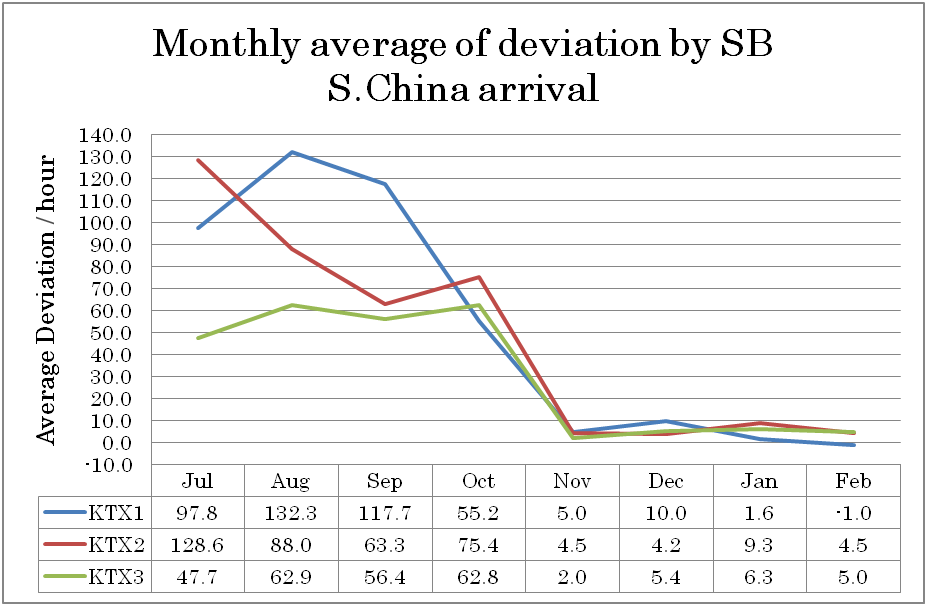 Monthly average of deviation by SB
S.China arrival
Average Deviation / hour
140.0
130.0
120.0
110.0
100.0
90.0
80.0
70.0
60.0
50.0
40.0
30.0
20.0
10.0
0.0
-10.0
Jul Aug Sep Oct Nov Dec Jan Feb
KTX1 97.8 132.3 117.7 55.2 5.0 10.0 1.6 -1.0
KTX2 128.6 88.0 63.3 75.4 4.5 4.2 9.3 4.5
KTX3 47.7 62.9 56.4 62.8 2.0 5.4 6.3 5.0